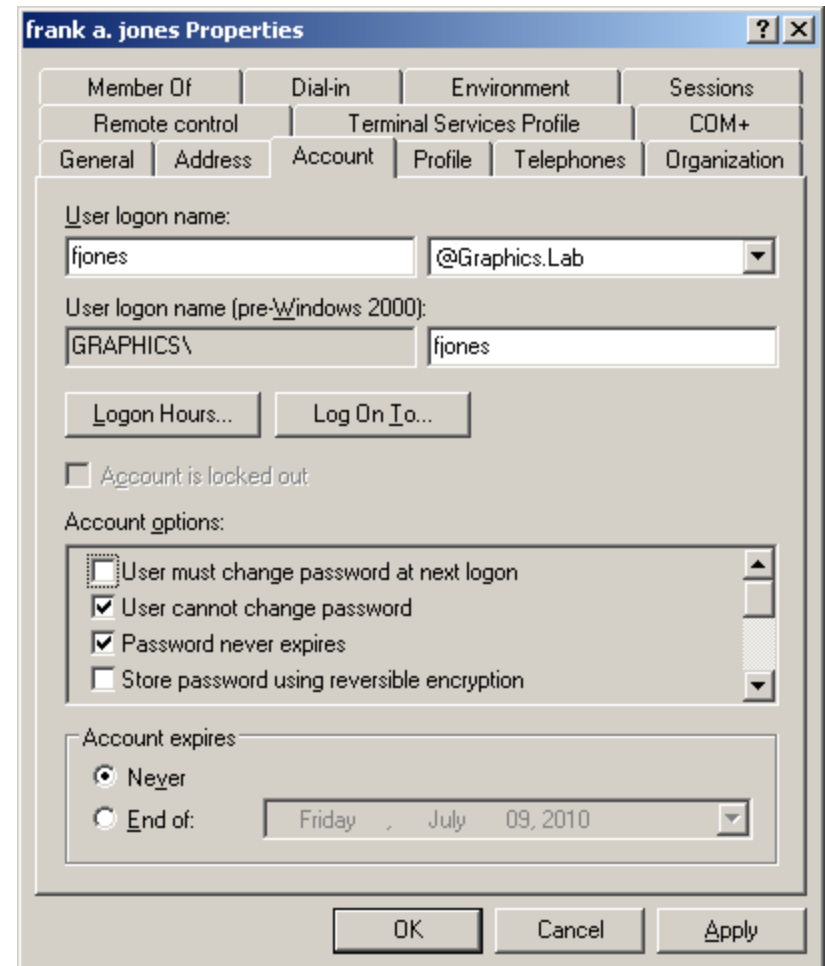 frank a. jones Properties
Member Of Dial-in Environment Sessions
Remote control Terminal Services Profile COM+
General Address Account Profile Telephones Organization
User logon name:
fjones @Graphics.Lab
User logon name (pre-Windows 2000):
GRAPHICS\ fjones
Logon Hours... Log On To...
Account is locked out
Account options:
User must change password at next logon
User cannot change password
Password never expires
Store password using reversible encryption
Account expires
Never
End of: Friday , July 09, 2010
OK Cancel Apply